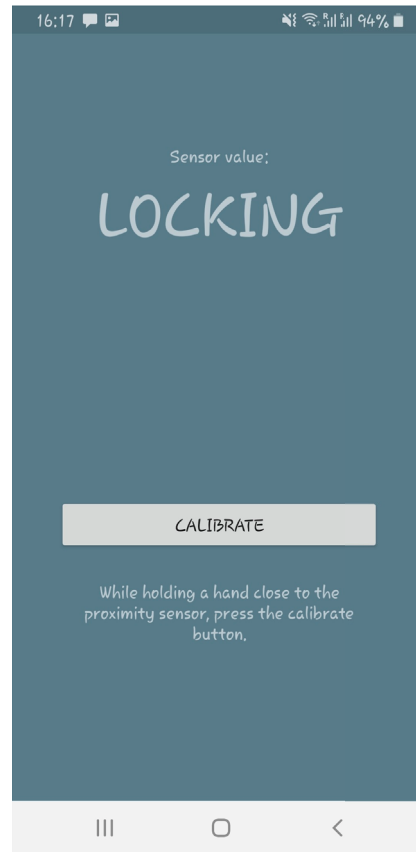 16:17 94%
Sensor value:
LOCKING
CALIBRATE
While holding a hand close to the
proximity sensor, press the calibrate
button.